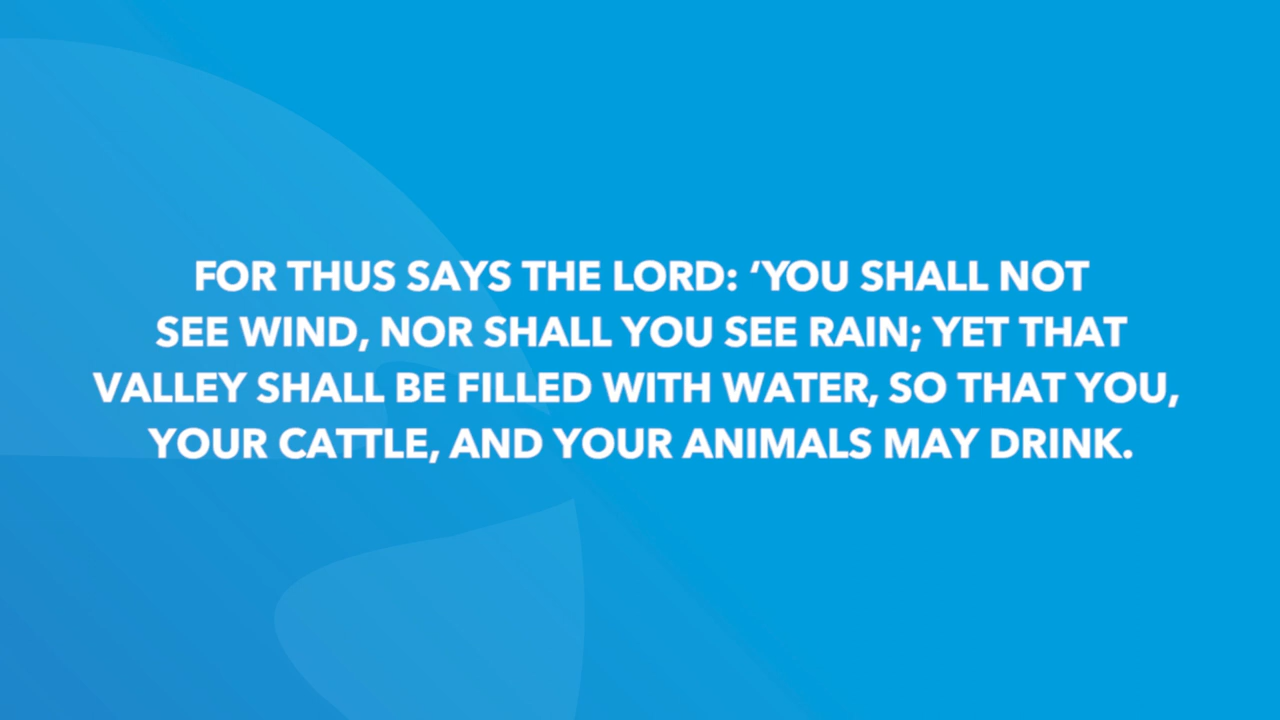 FOR THUS SAYS THE LORD: ‘YOU SHALL NOT
SEE WIND, NOR SHALL YOU SEE RAIN; YET THAT
VALLEY SHALL BE FILLED WITH WATER, SO THAT YOU,
YOUR CATTLE, AND YOUR ANIMALS MAY DRINK.